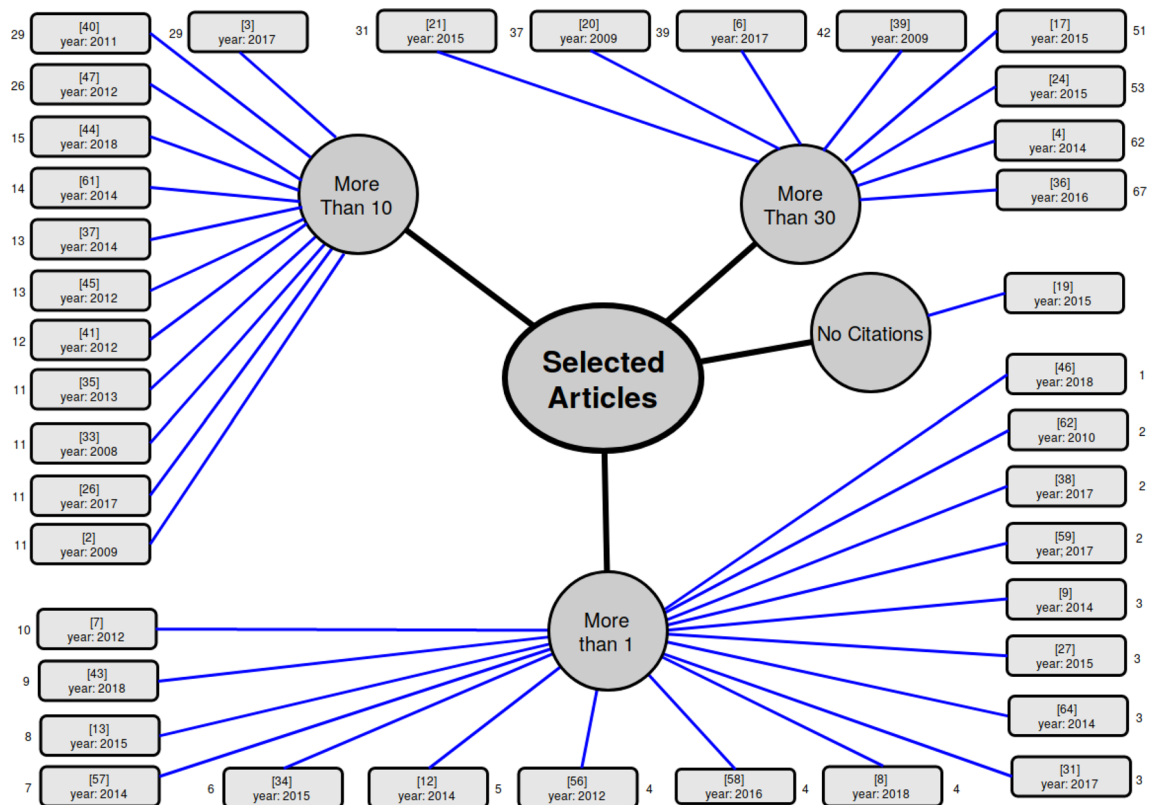 29
[40]
year: 2011
29
[3]
year: 2017
31
[21]
year: 2015
37
[20]
year: 2009
39
[6]
year: 2017
42
[39]
year: 2009
[17]
year: 2015
51
26
[47]
year: 2012
[24]
year: 2015
53
15
[44]
year: 2018
[4]
year: 2014
62
14
[61]
year: 2014
[36]
year: 2016
67
13
[37]
year: 2014
13
[45]
year: 2012
12
[41]
year: 2012
11
[35]
year: 2013
11
[33]
year: 2008
11
[26]
year: 2017
11
[2]
year: 2009
More
Than 10
More
Than 30
No Citations
[19]
year: 2015
Selected
Articles
[46]
year: 2018
1
[62]
year: 2010
2
[38]
year: 2017
2
[59]
year; 2017
2
[9]
year: 2014
3
[27]
year: 2015
3
[64]
year: 2014
3
[31]
year: 2017
3
More
than 1
10
[7]
year: 2012
9
[43]
year: 2018
8
[13]
year: 2015
7
[57]
year: 2014
6
[34]
year: 2015
[12]
year: 2014
5
[56]
year: 2012
4
[58]
year: 2016
4
[8]
year: 2018
4